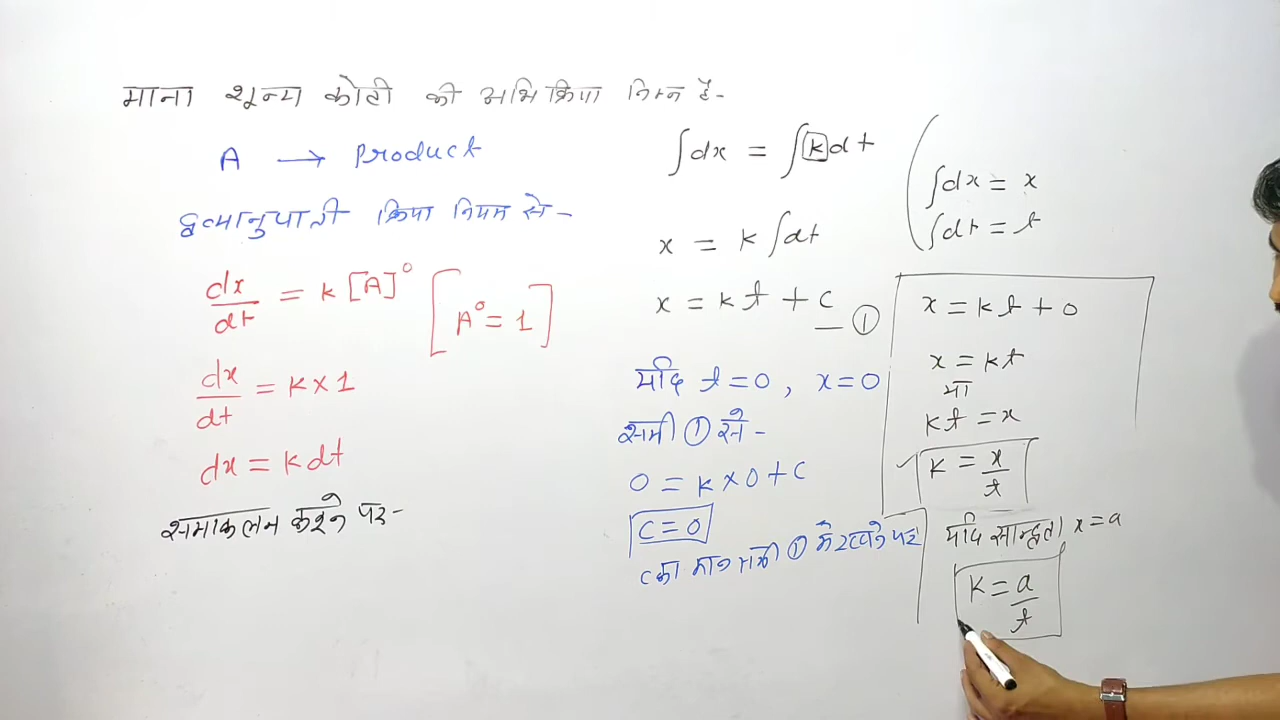 माना शून्य कोटी की अभिक्रिया निम्न है-
A → Product
द्रव्यानुपाती क्रिया नियम से-
dx/dt = k [A]⁰ [A⁰ = 1]
dx/dt = k × 1
dx = k dt
समाकलन करने पर-
∫dx = ∫k dt
x = k ∫dt
x = kt + c — ①
यदि t = 0, x = 0
समी ① से-
0 = k × 0 + c
c = 0
c का मान समी ① में रखने पर
∫dx = x
∫dt = t
x = kt + 0
x = kt
या
kt = x
k = x/t
यदि सान्द्रता x = a
k = a/t